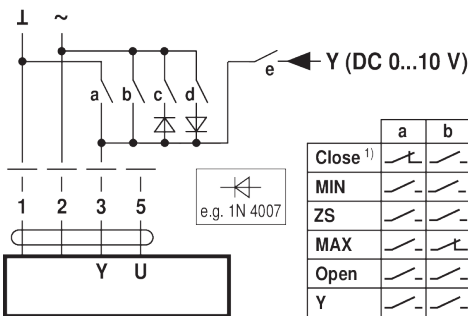 ⊥ ~
e Y (DC 0...10 V)
a b c d
a b
Close 1)
MIN
ZS
MAX
Open
Y
e.g. 1N 4007
1 2 3 5
Y U